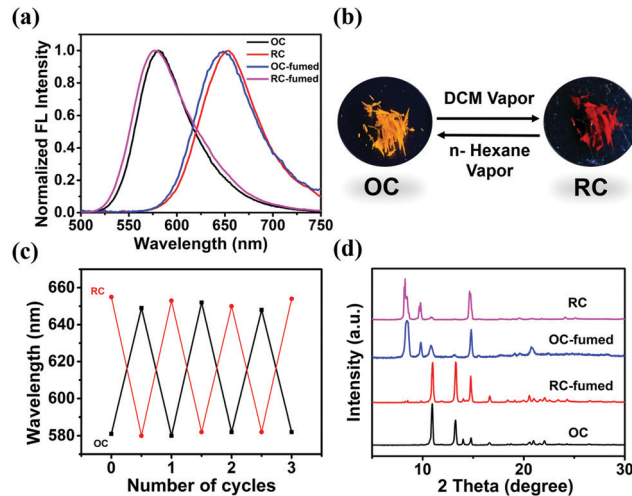 (a)
Normalized FL Intensity
1.0
0.8
0.6
0.4
0.2
0.0
500 550 600 650 700 750
Wavelength (nm)
OC
RC
OC-fumed
RC-fumed
(b)
DCM Vapor
n- Hexane
Vapor
OC
RC
(c)
Wavelength (nm)
660
640
620
600
580
RC
OC
0 1 2 3
Number of cycles
(d)
Intensity (a.u.)
RC
OC-fumed
RC-fumed
OC
10 20 30
2 Theta (degree)